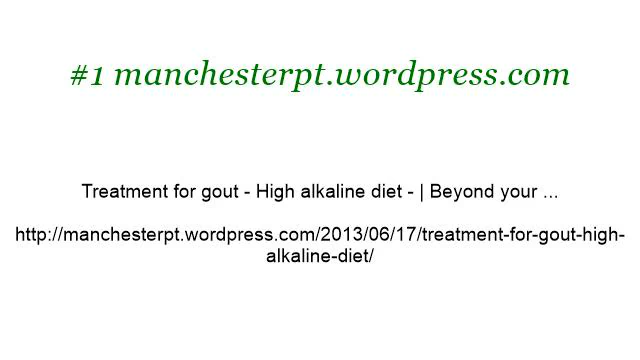 #1 manchesterpt.wordpress.com
Treatment for gout - High alkaline diet - | Beyond your ...
http://manchesterpt.wordpress.com/2013/06/17/treatment-for-gout-high-
alkaline-diet/